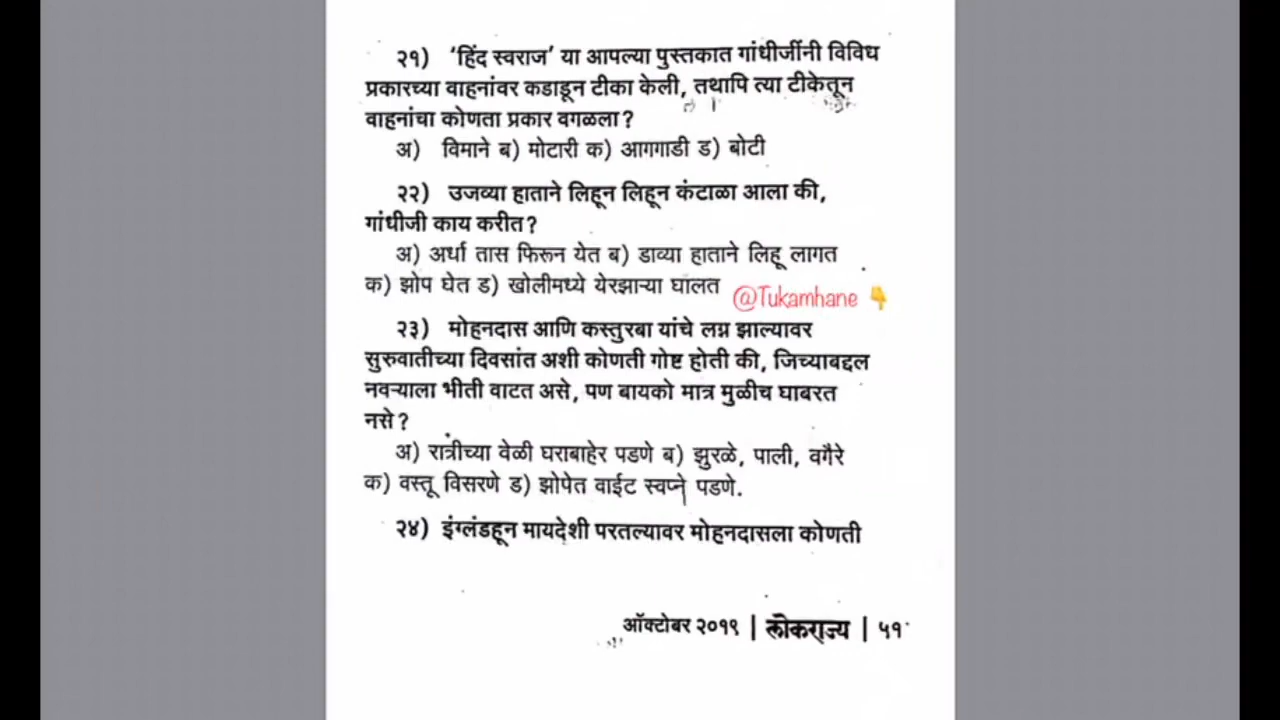 २१) 'हिंद स्वराज' या आपल्या पुस्तकात गांधीजींनी विविध
प्रकारच्या वाहनांवर कडाडून टीका केली, तथापि त्या टीकेतून
वाहनांचा कोणता प्रकार वगळला?
अ) विमाने ब) मोटारी क) आगगाडी ड) बोटी
२२) उजव्या हाताने लिहून लिहून कंटाळा आला की,
गांधीजी काय करीत?
अ) अर्धा तास फिरून येत ब) डाव्या हाताने लिहू लागत
क) झोप घेत ड) खोलीमध्ये येरझाऱ्या घालत
@Tukamhane 👇
२३) मोहनदास आणि कस्तुरबा यांचे लग्न झाल्यावर
सुरुवातीच्या दिवसांत अशी कोणती गोष्ट होती की, जिच्याबद्दल
नवऱ्याला भीती वाटत असे, पण बायको मात्र मुळीच घाबरत
नसे?
अ) रात्रीच्या वेळी घराबाहेर पडणे ब) झुरळे, पाली, वगैरे
क) वस्तू विसरणे ड) झोपेत वाईट स्वप्ने पडणे.
२४) इंग्लंडहून मायदेशी परतल्यावर मोहनदासला कोणती
ऑक्टोबर २०१९ | लोकराज्य | ५१